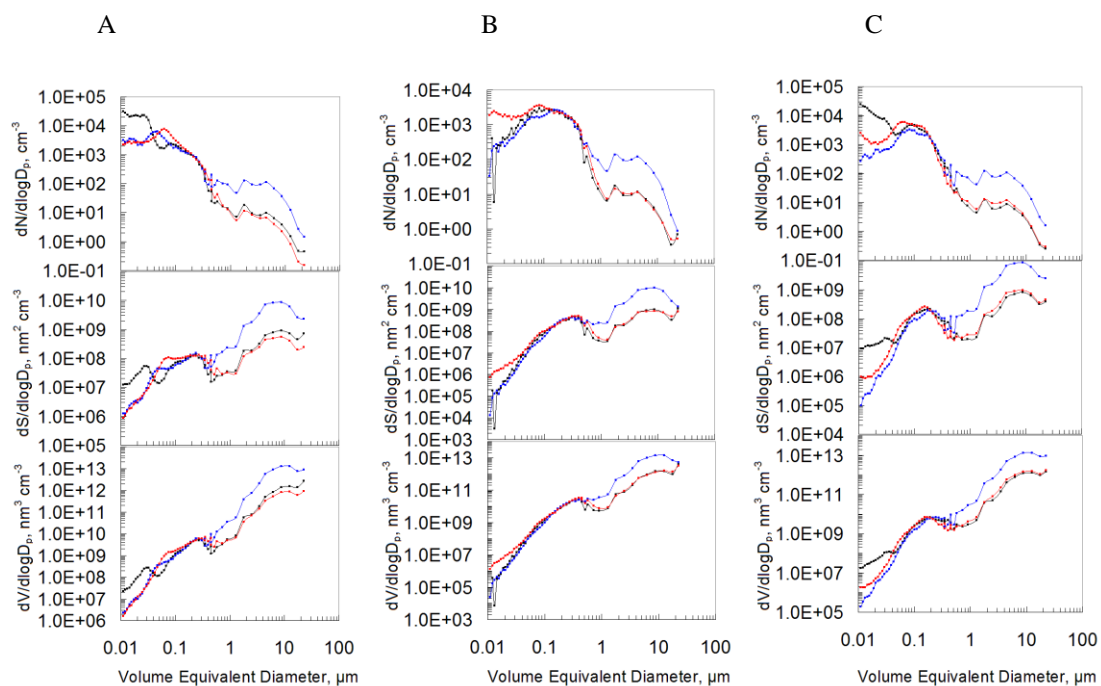 A
B
C
dN/dlogDp, cm-3
1.0E+05
1.0E+04
1.0E+03
1.0E+02
1.0E+01
1.0E+00
1.0E-01
dS/dlogDp, nm2 cm-3
1.0E+10
1.0E+09
1.0E+08
1.0E+07
1.0E+06
1.0E+05
dV/dlogDp, nm3 cm-3
1.0E+13
1.0E+12
1.0E+11
1.0E+10
1.0E+09
1.0E+08
1.0E+07
1.0E+06
0.01 0.1 1 10 100
Volume Equivalent Diameter, µm
dN/dlogDp, cm-3
1.0E+04
1.0E+03
1.0E+02
1.0E+01
1.0E+00
1.0E-01
dS/dlogDp, nm2 cm-3
1.0E+10
1.0E+09
1.0E+08
1.0E+07
1.0E+06
1.0E+05
1.0E+04
1.0E+03
dV/dlogDp, nm3 cm-3
1.0E+13
1.0E+11
1.0E+09
1.0E+07
1.0E+05
1.0E+03
0.01 0.1 1 10 100
Volume Equivalent Diameter, µm
dN/dlogDp, cm-3
1.0E+05
1.0E+04
1.0E+03
1.0E+02
1.0E+01
1.0E+00
1.0E-01
dS/dlogDp, nm2 cm-3
1.0E+09
1.0E+08
1.0E+07
1.0E+06
1.0E+05
1.0E+04
dV/dlogDp, nm3 cm-3
1.0E+13
1.0E+11
1.0E+09
1.0E+07
1.0E+05
0.01 0.1 1 10 100
Volume Equivalent Diameter, µm